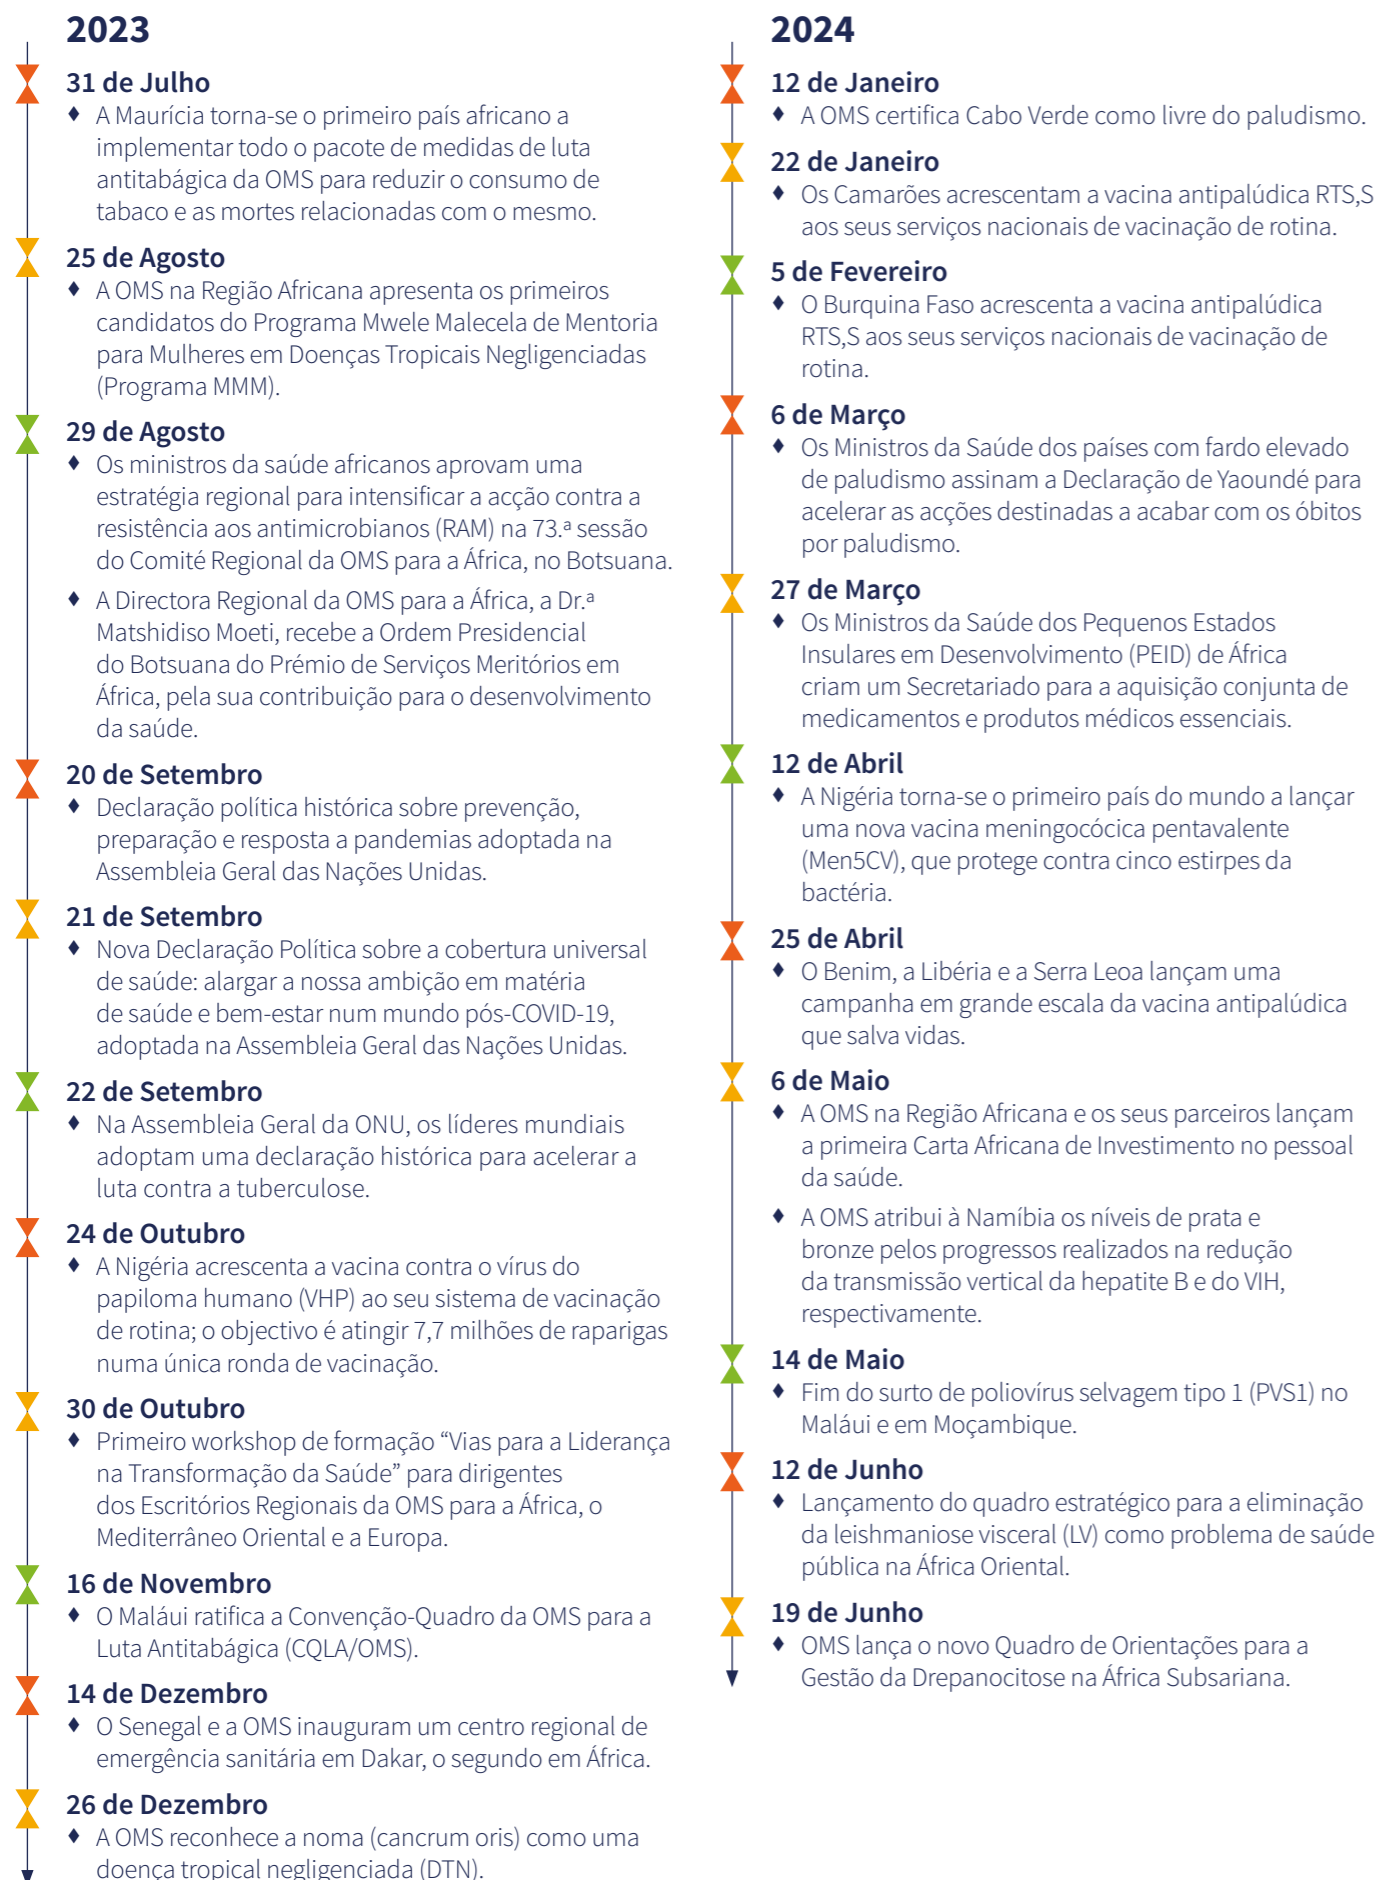 2023
31 de Julho
♦ A Maurícia torna-se o primeiro país africano a
implementar todo o pacote de medidas de luta
antitabágica da OMS para reduzir o consumo de
tabaco e as mortes relacionadas com o mesmo.
25 de Agosto
♦ A OMS na Região Africana apresenta os primeiros
candidatos do Programa Mwele Malecela de Mentoria
para Mulheres em Doenças Tropicais Negligenciadas
(Programa MMM).
29 de Agosto
♦ Os ministros da saúde africanos aprovam uma
estratégia regional para intensificar a acção contra a
resistência aos antimicrobianos (RAM) na 73.ª sessão
do Comité Regional da OMS para a África, no Botsuana.
♦ A Directora Regional da OMS para a África, a Dr.ª
Matshidiso Moeti, recebe a Ordem Presidencial
do Botsuana do Prémio de Serviços Meritórios em
África, pela sua contribuição para o desenvolvimento
da saúde.
20 de Setembro
♦ Declaração política histórica sobre prevenção,
preparação e resposta a pandemias adoptada na
Assembleia Geral das Nações Unidas.
21 de Setembro
♦ Nova Declaração Política sobre a cobertura universal
de saúde: alargar a nossa ambição em matéria
de saúde e bem-estar num mundo pós-COVID-19,
adoptada na Assembleia Geral das Nações Unidas.
22 de Setembro
♦ Na Assembleia Geral da ONU, os líderes mundiais
adoptam uma declaração histórica para acelerar a
luta contra a tuberculose.
24 de Outubro
♦ A Nigéria acrescenta a vacina contra o vírus do
papiloma humano (VHP) ao seu sistema de vacinação
de rotina; o objectivo é atingir 7,7 milhões de raparigas
numa única ronda de vacinação.
30 de Outubro
♦ Primeiro workshop de formação “Vias para a Liderança
na Transformação da Saúde” para dirigentes
dos Escritórios Regionais da OMS para a África, o
Mediterrâneo Oriental e a Europa.
16 de Novembro
♦ O Maláui ratifica a Convenção-Quadro da OMS para a
Luta Antitabágica (CQLA/OMS).
14 de Dezembro
♦ O Senegal e a OMS inauguram um centro regional de
emergência sanitária em Dakar, o segundo em África.
26 de Dezembro
♦ A OMS reconhece a noma (cancrum oris) como uma
doença tropical negligenciada (DTN).
2024
12 de Janeiro
♦ A OMS certifica Cabo Verde como livre do paludismo.
22 de Janeiro
♦ Os Camarões acrescentam a vacina antipalúdica RTS,S
aos seus serviços nacionais de vacinação de rotina.
5 de Fevereiro
♦ O Burquina Faso acrescenta a vacina antipalúdica
RTS,S aos seus serviços nacionais de vacinação de
rotina.
6 de Março
♦ Os Ministros da Saúde dos países com fardo elevado
de paludismo assinam a Declaração de Yaoundé para
acelerar as acções destinadas a acabar com os óbitos
por paludismo.
27 de Março
♦ Os Ministros da Saúde dos Pequenos Estados
Insulares em Desenvolvimento (PEID) de África
criam um Secretariado para a aquisição conjunta de
medicamentos e produtos médicos essenciais.
12 de Abril
♦ A Nigéria torna-se o primeiro país do mundo a lançar
uma nova vacina meningocócica pentavalente
(Men5CV), que protege contra cinco estirpes da
bactéria.
25 de Abril
♦ O Benim, a Libéria e a Serra Leoa lançam uma
campanha em grande escala da vacina antipalúdica
que salva vidas.
6 de Maio
♦ A OMS na Região Africana e os seus parceiros lançam
a primeira Carta Africana de Investimento no pessoal
da saúde.
♦ A OMS atribui à Namíbia os níveis de prata e
bronze pelos progressos realizados na redução
da transmissão vertical da hepatite B e do VIH,
respectivamente.
14 de Maio
♦ Fim do surto de poliovírus selvagem tipo 1 (PVS1) no
Maláui e em Moçambique.
12 de Junho
♦ Lançamento do quadro estratégico para a eliminação
da leishmaniose visceral (LV) como problema de saúde
pública na África Oriental.
19 de Junho
♦ OMS lança o novo Quadro de Orientações para a
Gestão da Drepanocitose na África Subsariana.